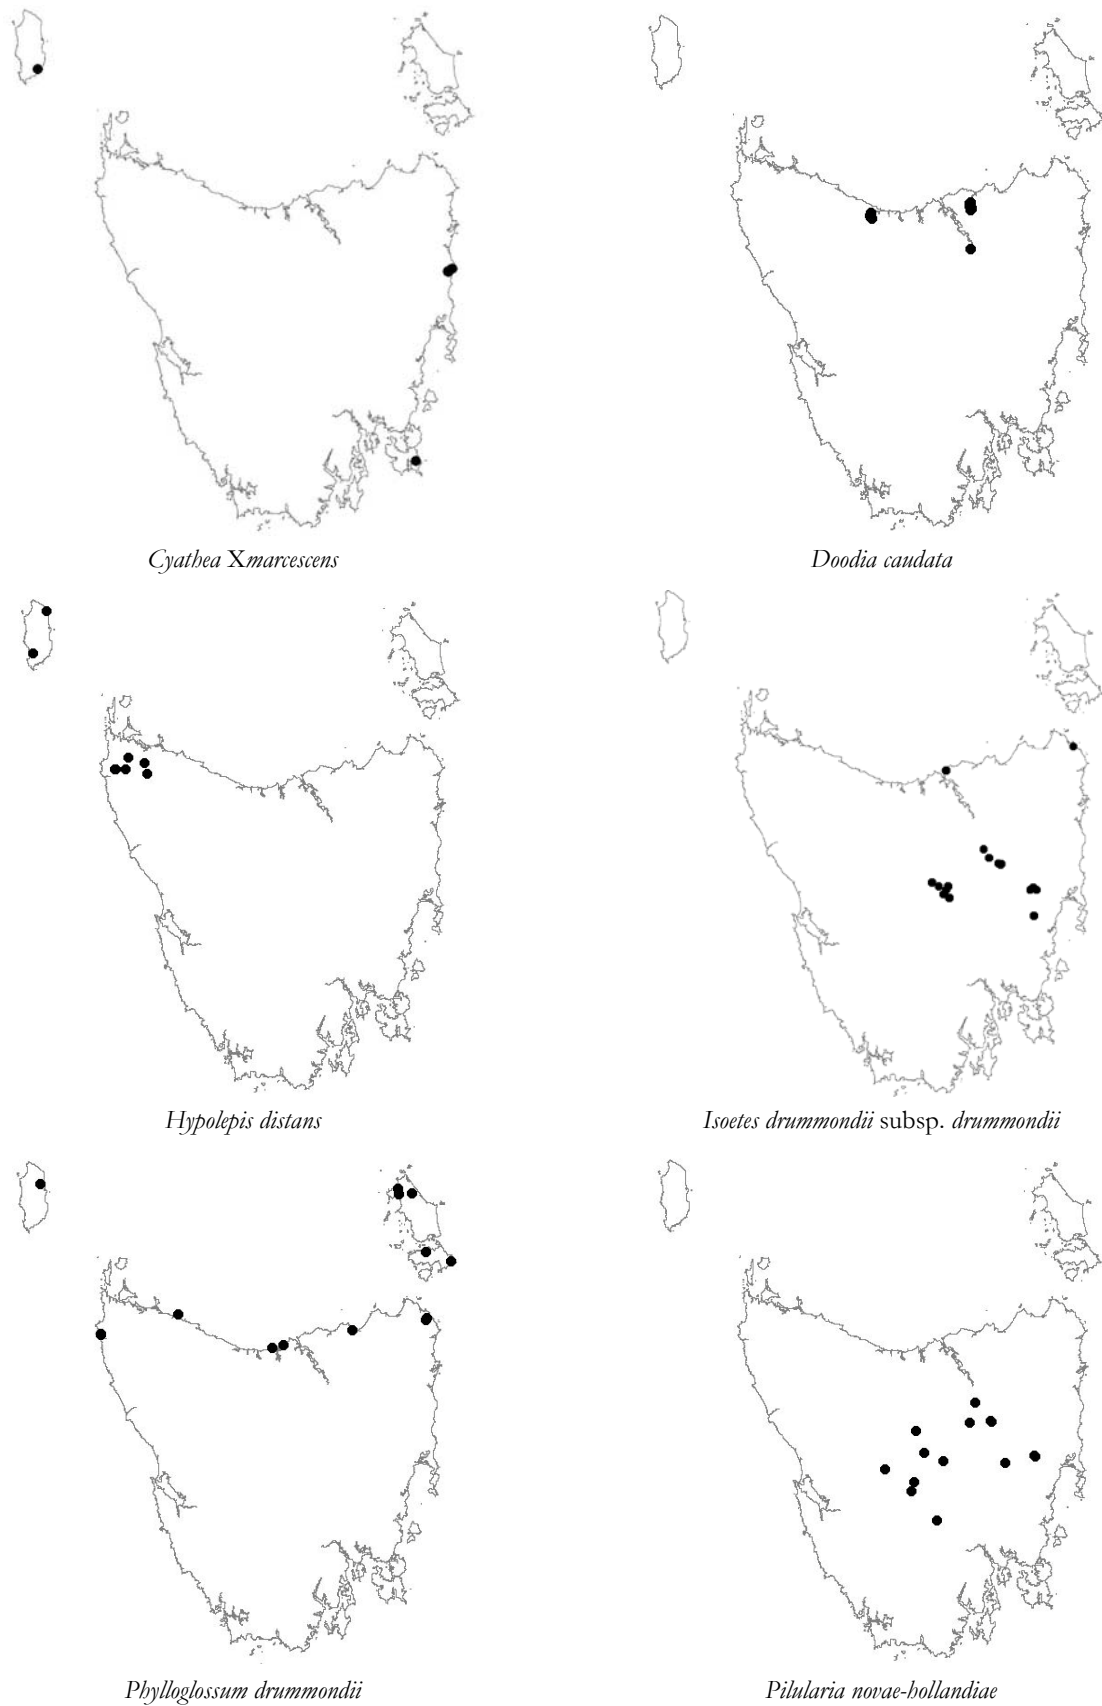 Cyathea Xmarcescens
Doodia caudata
Hypolepis distans
Isoetes drummondii subsp. drummondii
Phylloglossum drummondii
Pilularia novae-hollandiae